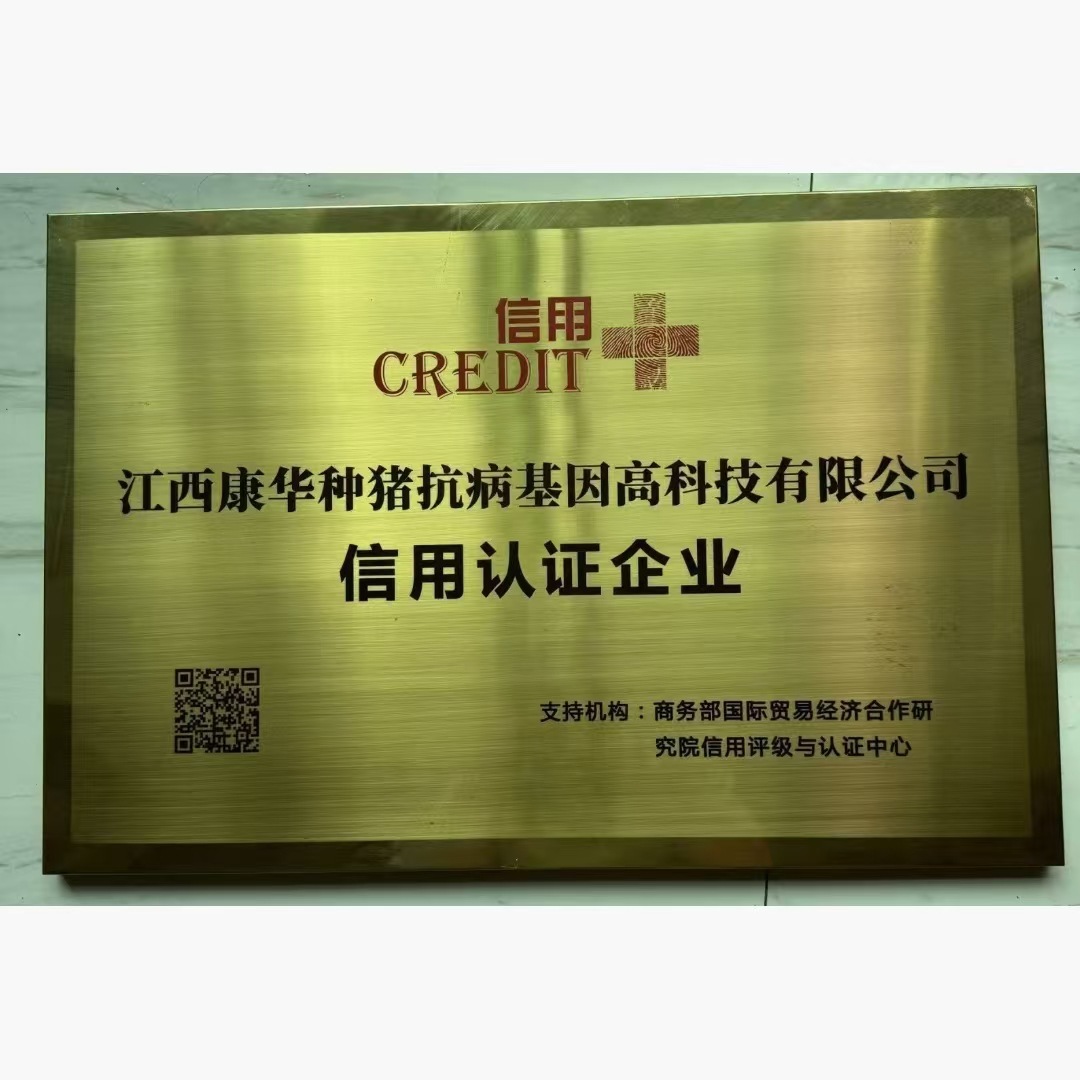 信用
CREDIT
江西康华种猪抗病基因高科技有限公司
信用认证企业
支持机构：商务部国际贸易经济合作研
究院信用评级与认证中心